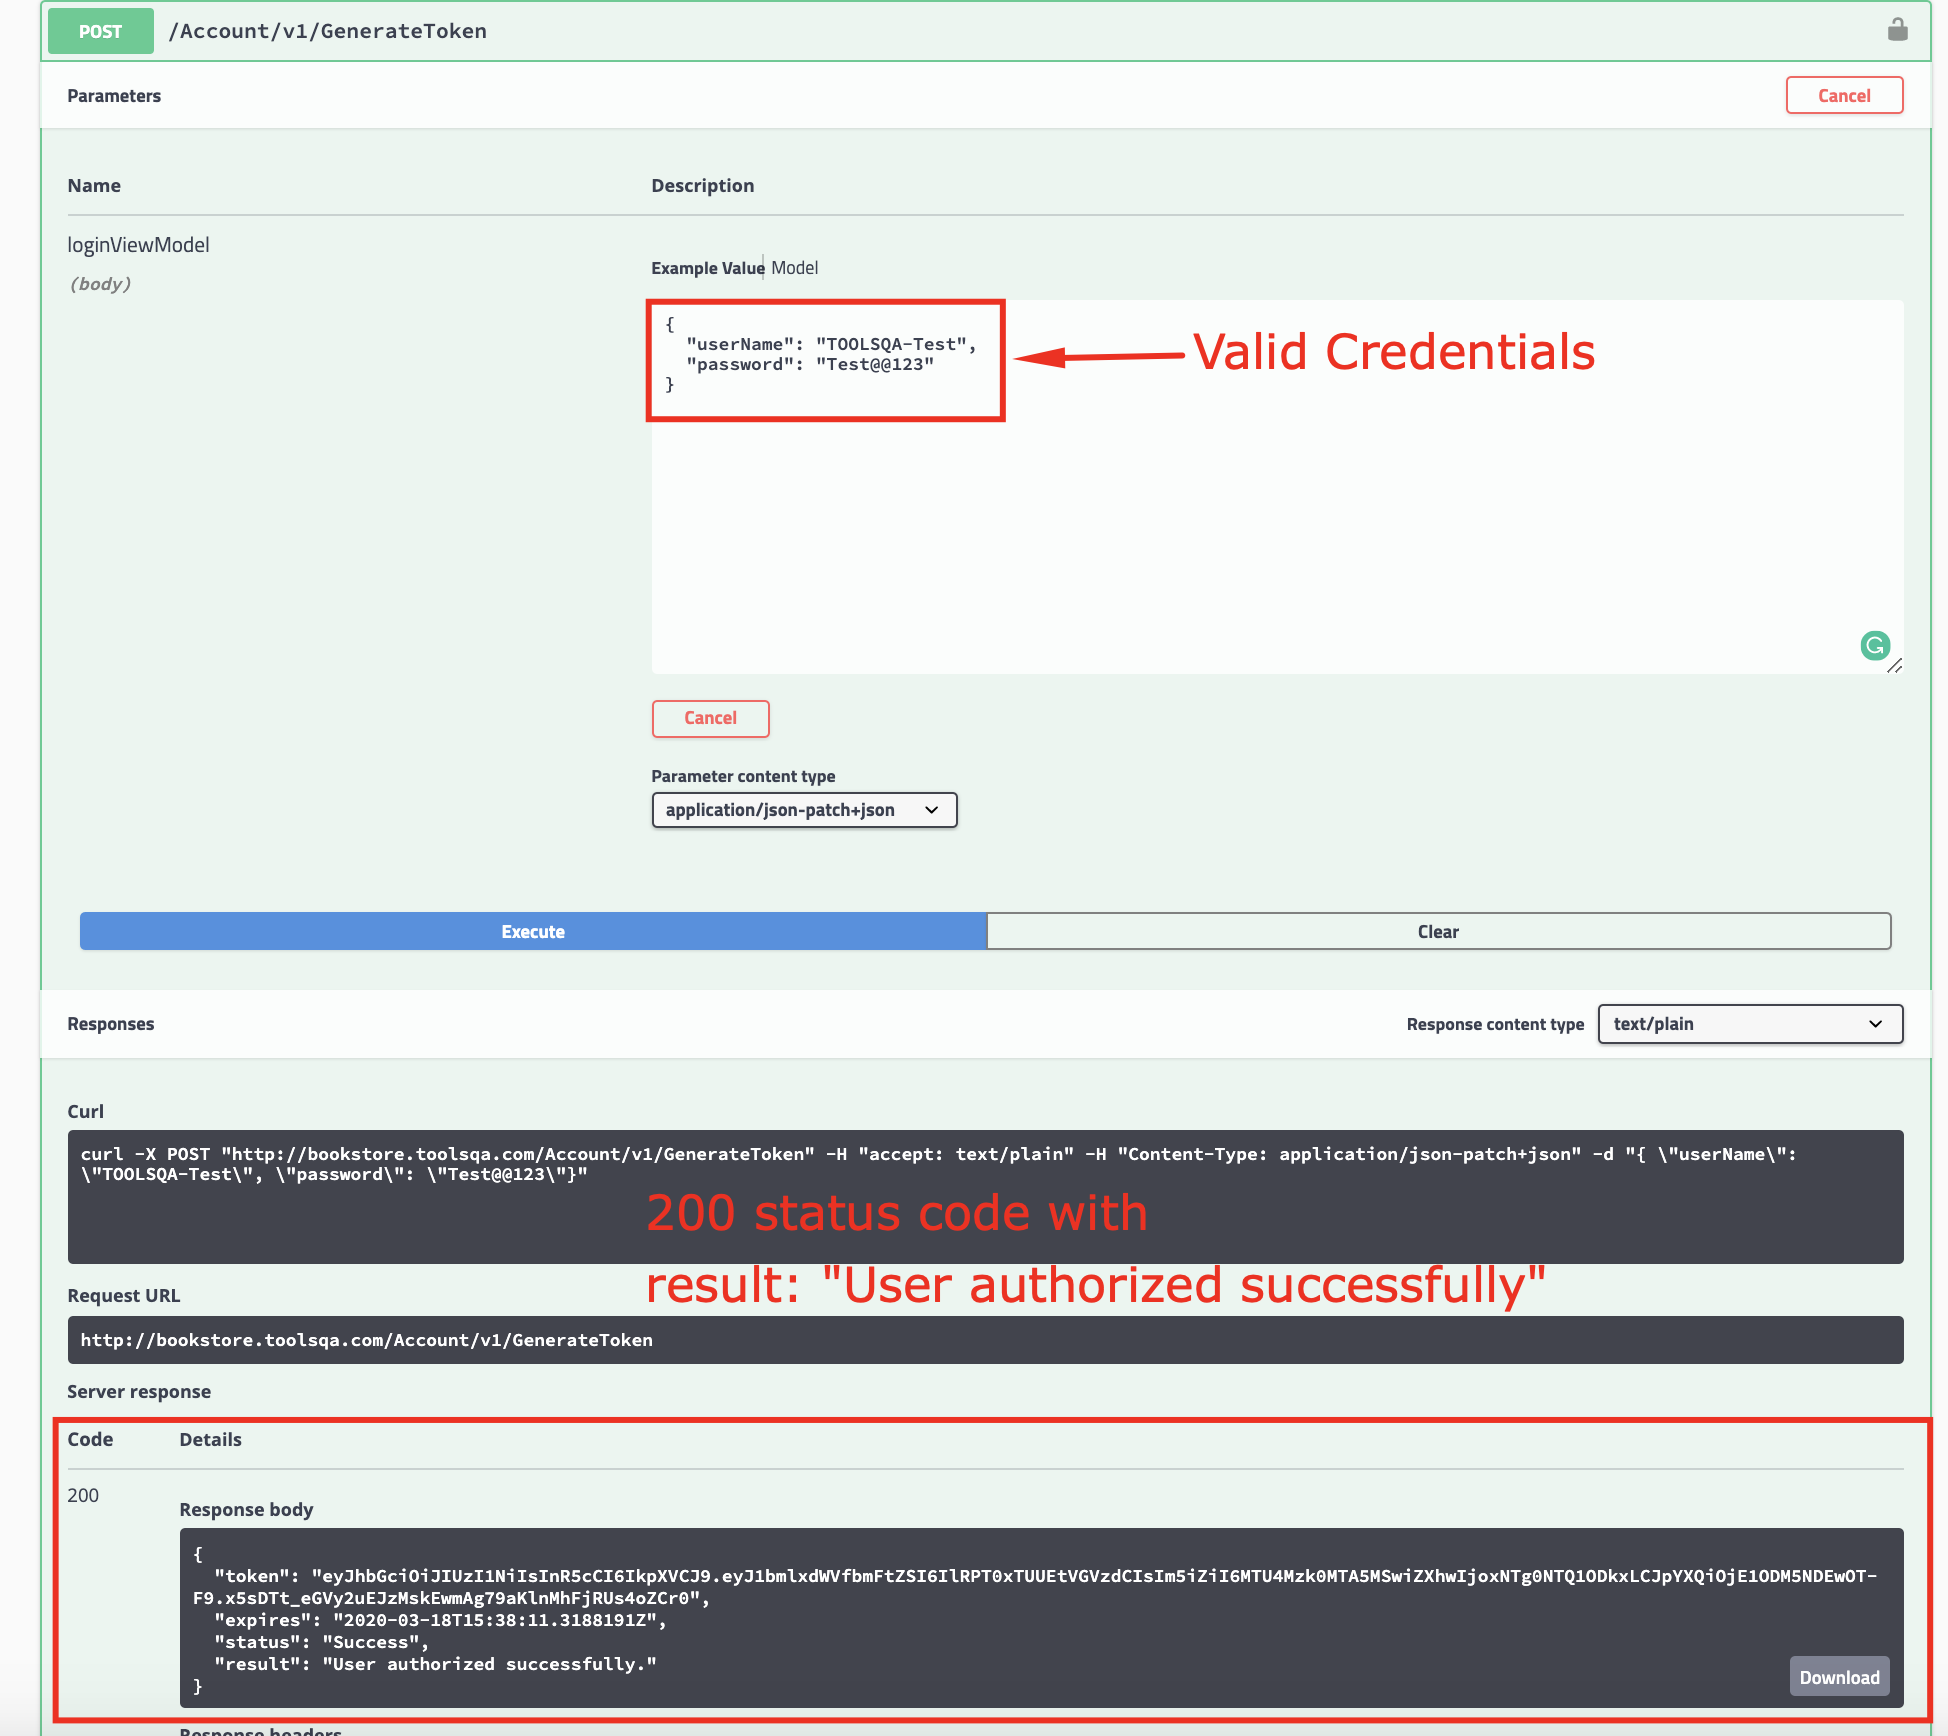 POST /Account/v1/GenerateToken
Parameters
Cancel
Name Description
loginViewModel
(body)
Example Value Model
{
"userName": "TOOLSQA-Test",
"password": "Test@@123"
}
Valid Credentials
Cancel
Parameter content type
application/json-patch+json
Execute Clear
Responses Response content type text/plain
Curl
curl -X POST "http://bookstore.toolsqa.com/Account/v1/GenerateToken" -H "accept: text/plain" -H "Content-Type: application/json-patch+json" -d "{ \"userName\":
\"TOOLSQA-Test\", \"password\": \"Test@@123\"}"
200 status code with
result: "User authorized successfully"
Request URL
http://bookstore.toolsqa.com/Account/v1/GenerateToken
Server response
Code Details
200
Response body
{
"token": "eyJhbGciOiJIUzI1NiIsInR5cCI6IkpXVCJ9.eyJ1bmlxdWVfbmFtZSI6IlRPT0xTUUEtVGVzdCIsIm5iZiI6MTU4Mzk0MTA5MSwiZXhwIjoxNTg0NTQ1ODkxLCJpYXQiOjE1ODM5NDEwOT-
F9.x5sDTt_eGVy2uEJzMskEwmAg79aKlnMhFjRUs4oZCr0",
"expires": "2020-03-18T15:38:11.3188191Z",
"status": "Success",
"result": "User authorized successfully."
}
Download
Response headers